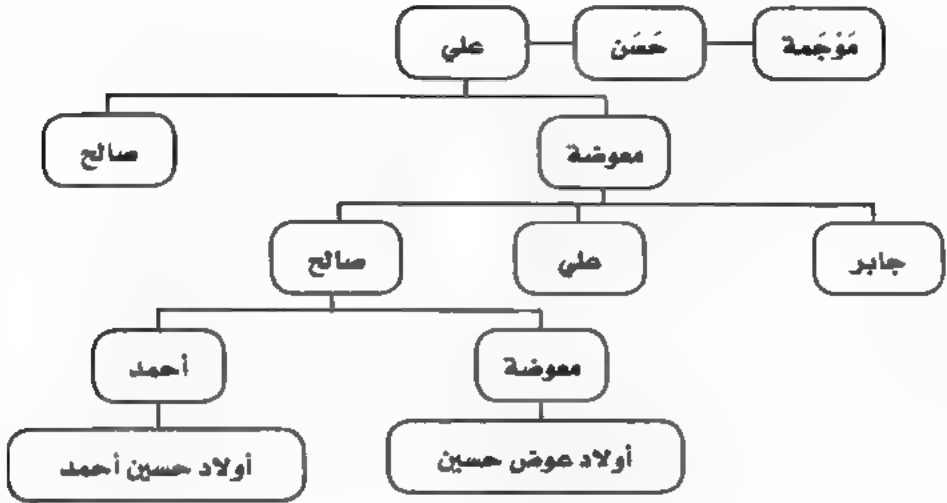 مَوْجَمة
حَسَن
علي
معوضة
صالح
جابر
علي
صالح
معوضة
أحمد
أولاد عوض حسين
أولاد حسين أحمد